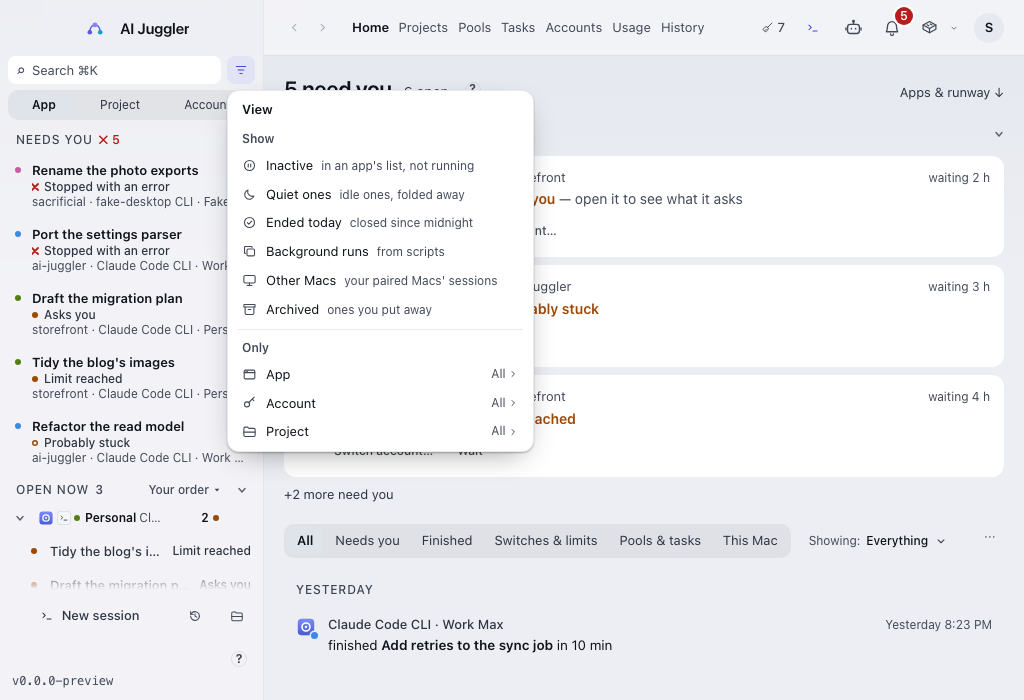 AI Juggler
Search ⌘K
App Project Accoun
NEEDS YOU ✕ 5
Rename the photo exports
Stopped with an error
sacrificial · fake-desktop CLI · Fake
Port the settings parser
Stopped with an error
ai-juggler · Claude Code CLI · Work
Draft the migration plan
Asks you
storefront · Claude Code CLI · Pers
Tidy the blog's images
Limit reached
storefront · Claude Code CLI · Pers
Refactor the read model
Probably stuck
ai-juggler · Claude Code CLI · Work ...
OPEN NOW 3 Your order
Personal Cl... 2
Tidy the blog's i... Limit reached
Draft the migration p... Asks you
New session
?
v0.0.0-preview
Home Projects Pools Tasks Accounts Usage History
7 5 S
5 need you 6 open ?
Apps & runway ↓
View
Show
Inactive in an app's list, not running
Quiet ones idle ones, folded away
Ended today closed since midnight
Background runs from scripts
Other Macs your paired Macs' sessions
Archived ones you put away
Only
App All ›
Account All ›
Project All ›
efront waiting 2 h
you — open it to see what it asks
nt...
uggler waiting 3 h
ably stuck
efront waiting 4 h
ached
Switch account... Wait
+2 more need you
All Needs you Finished Switches & limits Pools & tasks This Mac Showing: Everything ...
YESTERDAY
Claude Code CLI · Work Max Yesterday 8:23 PM
finished Add retries to the sync job in 10 min